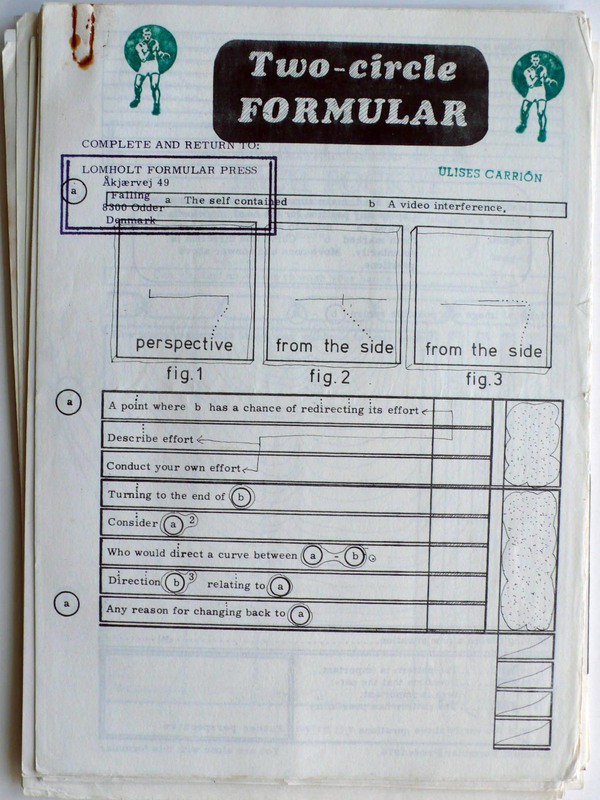 Two-circle
FORMULAR
COMPLETE AND RETURN TO:
LOMHOLT FORMULAR PRESS
Åkjærvej 49
Falling
8300 Odder
Denmark
ULISES CARRIÓN
a
a The self contained b A video interference.
perspective
from the side
from the side
fig.1
fig.2
fig.3
a
A point where b has a chance of redirecting its effort
Describe effort
Conduct your own effort
Turning to the end of b
Consider a 2
Who would direct a curve between a - b
Direction b 3 relating to a
a
Any reason for changing back to a